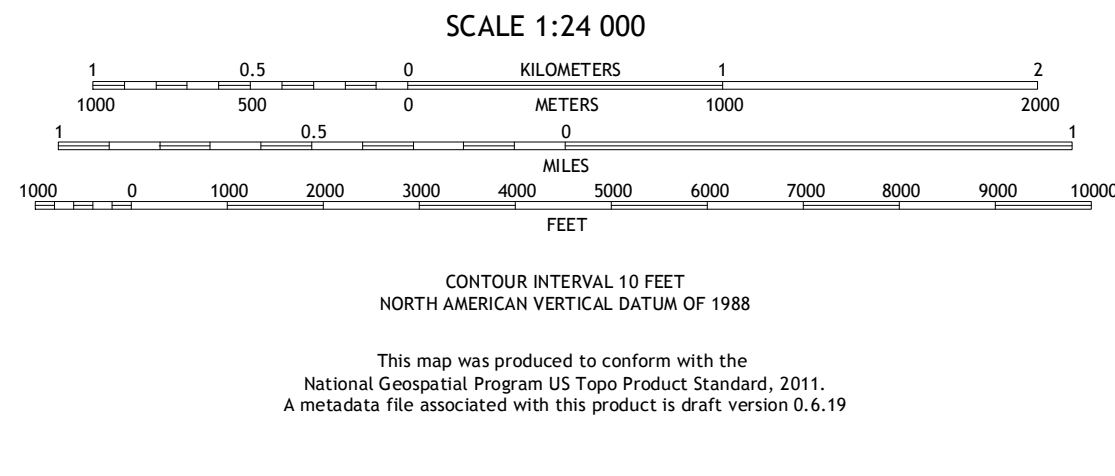 SCALE 1:24 000
1 0.5 0 KILOMETERS 1 2
1000 500 0 METERS 1000 2000
1 0.5 0 1
MILES
1000 0 1000 2000 3000 4000 5000 6000 7000 8000 9000 10000
FEET
CONTOUR INTERVAL 10 FEET
NORTH AMERICAN VERTICAL DATUM OF 1988
This map was produced to conform with the
National Geospatial Program US Topo Product Standard, 2011.
A metadata file associated with this product is draft version 0.6.19